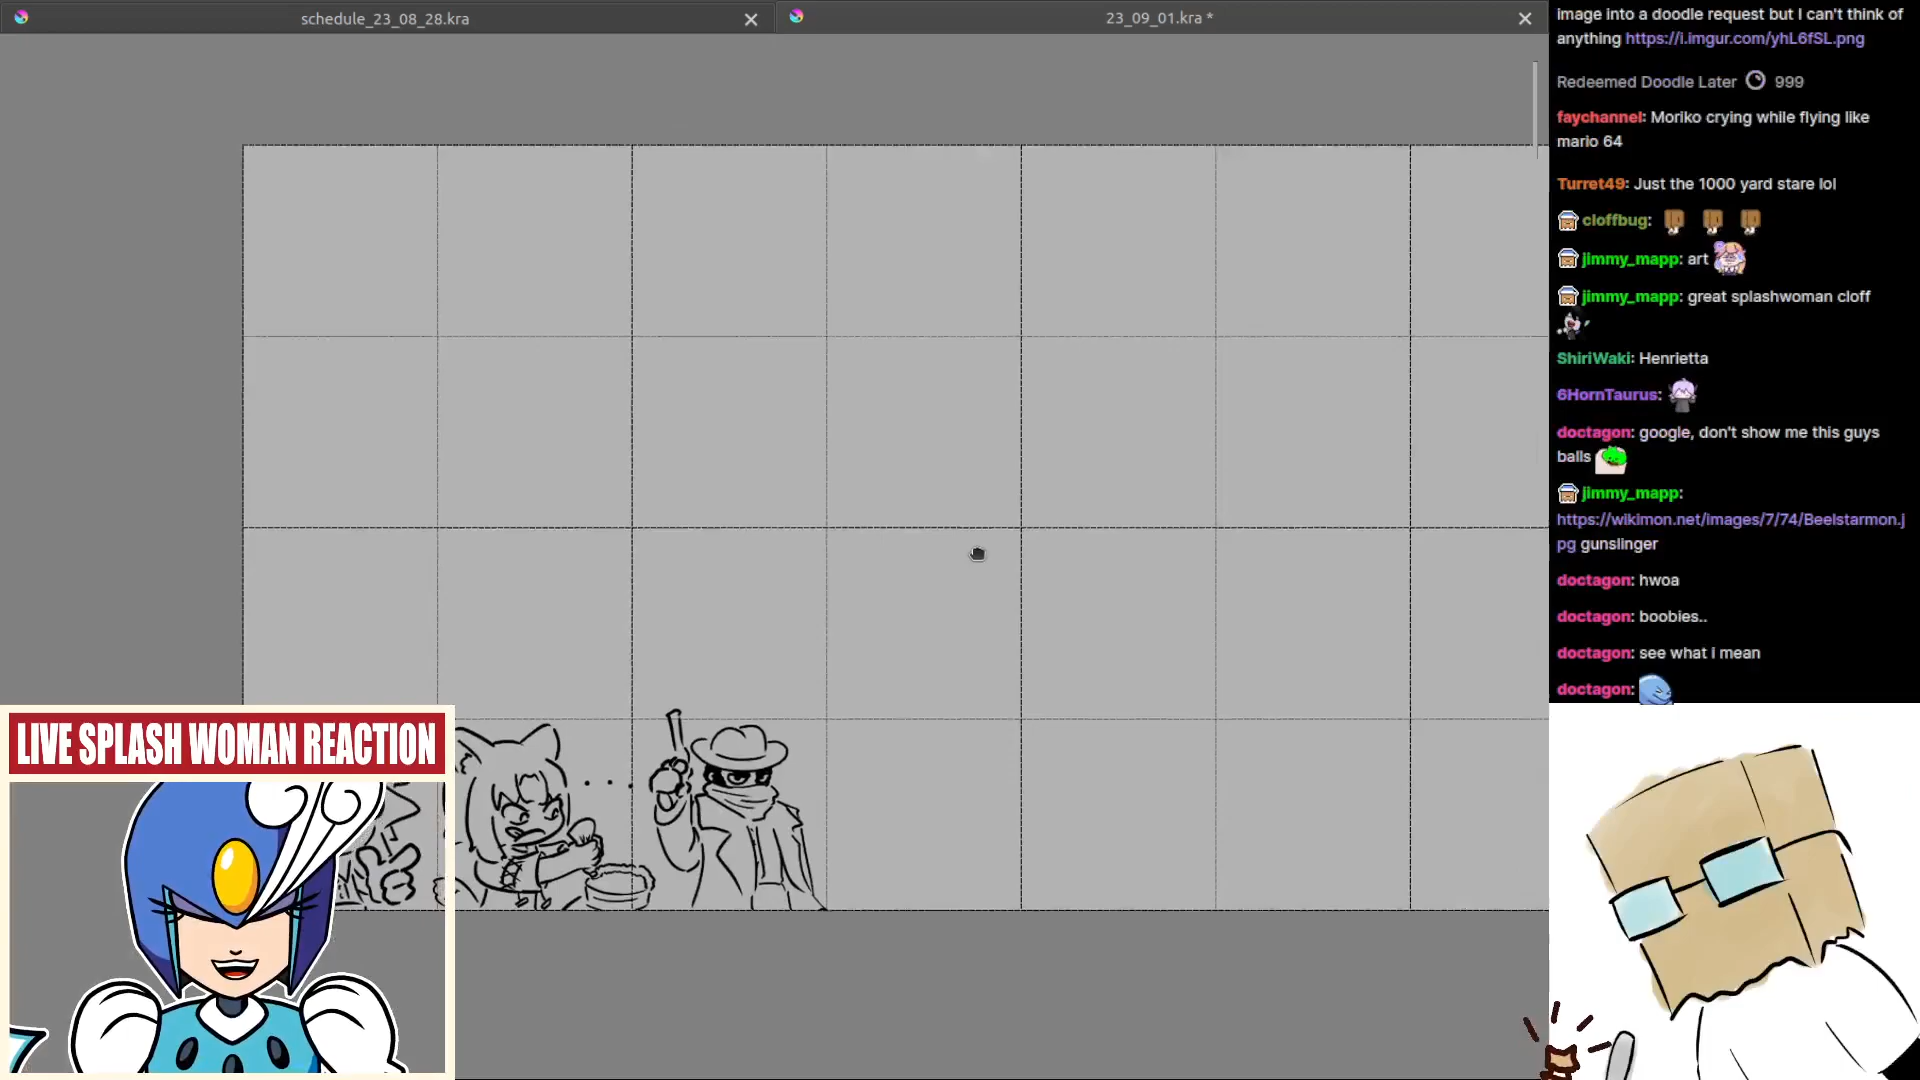 schedule_23_08_28.kra
23_09_01.kra *
image into a doodle request but I can't think of
anything https://i.imgur.com/yhL6fSL.png
Redeemed Doodle Later 999
faychannel: Moriko crying while flying like
mario 64
Turret49: Just the 1000 yard stare lol
cloffbug:
jimmy_mapp: art
jimmy_mapp: great splashwoman cloff
ShiriWaki: Henrietta
6HornTaurus:
doctagon: google, don't show me this guys
balls
jimmy_mapp:
https://wikimon.net/images/7/74/Beelstarmon.j
pg gunslinger
doctagon: hwoa
doctagon: boobies..
doctagon: see what i mean
doctagon:
LIVE SPLASH WOMAN REACTION